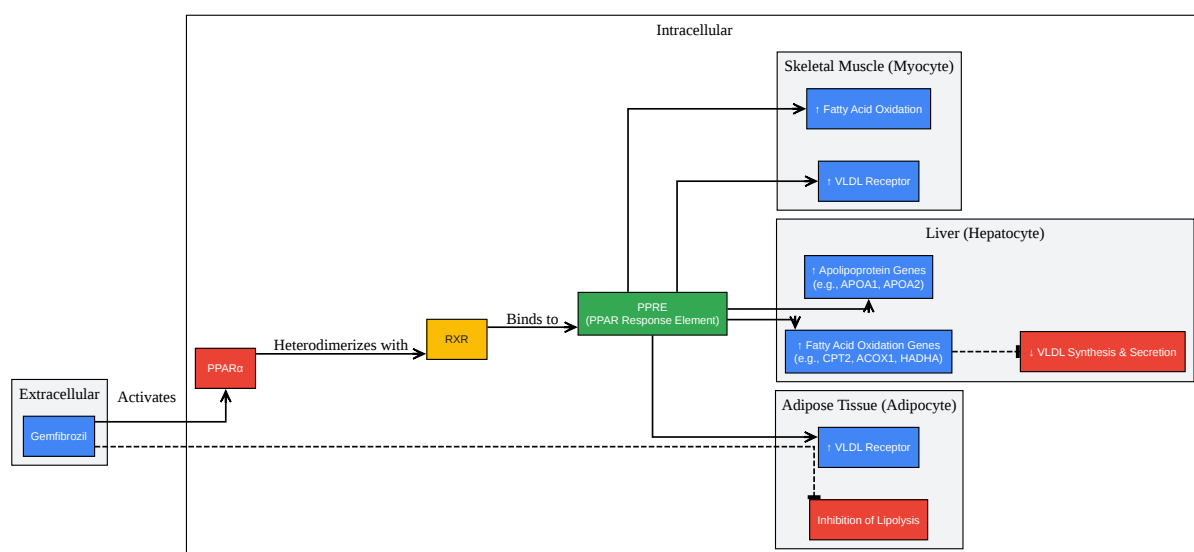 Intracellular
Skeletal Muscle (Myocyte)
↑ Fatty Acid Oxidation
↑ VLDL Receptor
Liver (Hepatocyte)
↑ Apolipoprotein Genes
(e.g., APOA1, APOA2)
PPRE
(PPAR Response Element)
Binds to
RXR
Heterodimerizes with
PPARα
↑ Fatty Acid Oxidation Genes
(e.g., CPT2, ACOX1, HADHA)
↓ VLDL Synthesis & Secretion
Extracellular
Activates
Gemfibrozil
Adipose Tissue (Adipocyte)
↑ VLDL Receptor
Inhibition of Lipolysis